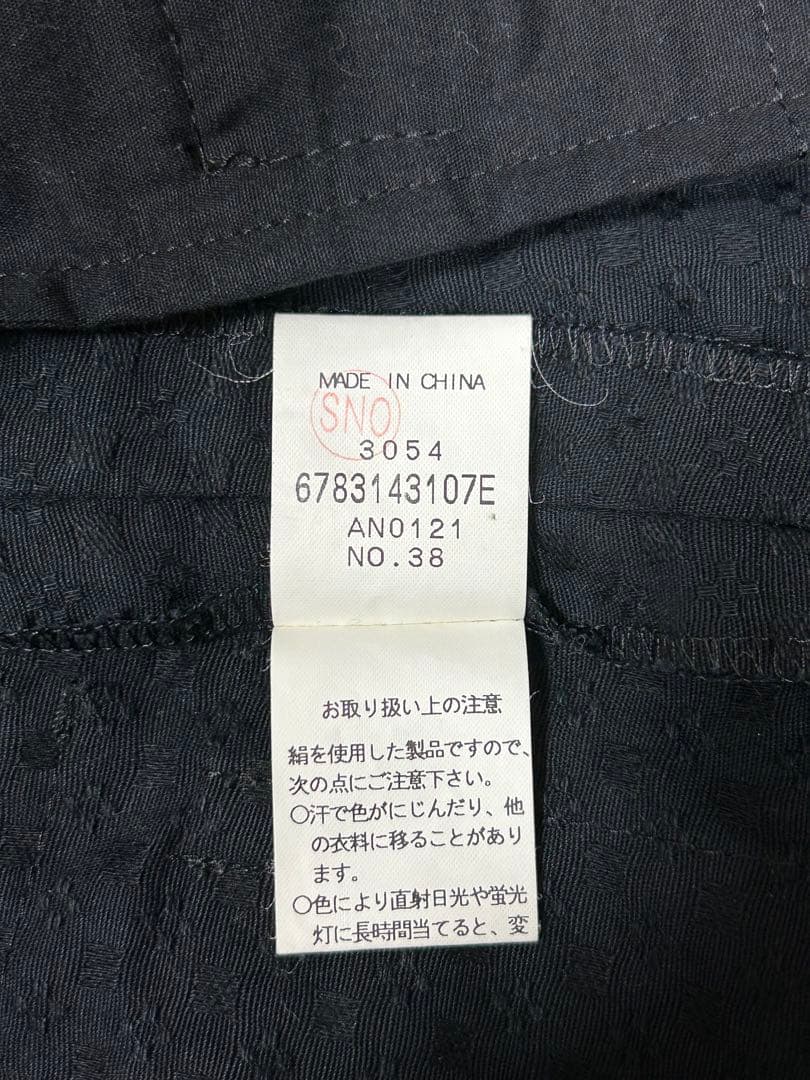 MADE IN CHINA
SNO
3054
6783143107E
AN0121
NO.38
お取り扱い上の注意
絹を使用した製品ですので、
次の点にご注意下さい。
○汗で色がにじんだり、他
の衣料に移ることがあり
ます。
○色により直射日光や蛍光
灯に長時間当てると、変